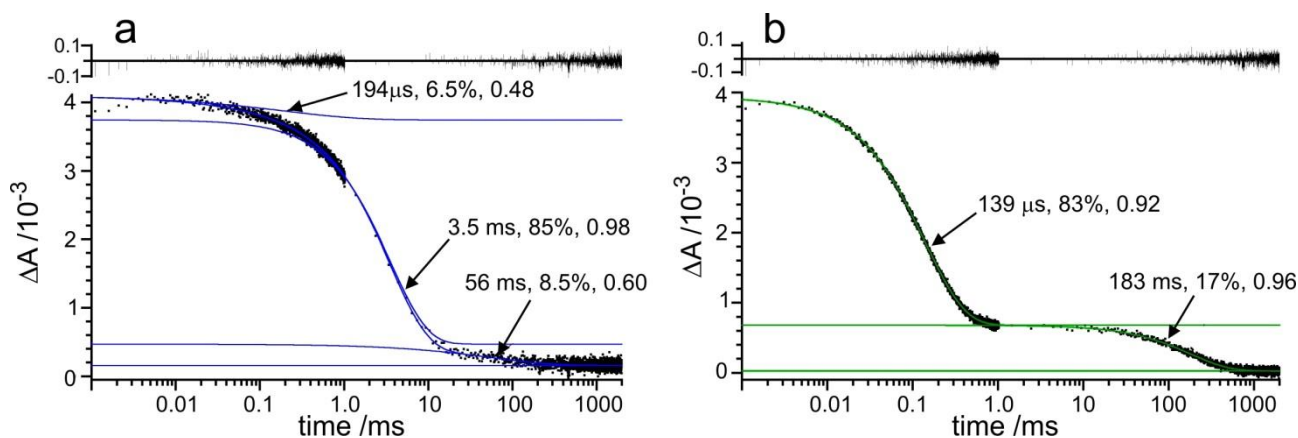 a
0.1
-0.1
194μs, 6.5%, 0.48
4
3
2
1
0
ΔA /10⁻³
3.5 ms, 85%, 0.98
56 ms, 8.5%, 0.60
0.01 0.1 1.0 10 100 1000
time /ms
b
0.1
-0.1
4
3
2
1
0
ΔA /10⁻³
139 μs, 83%, 0.92
183 ms, 17%, 0.96
0.01 0.1 1.0 10 100 1000
time /ms